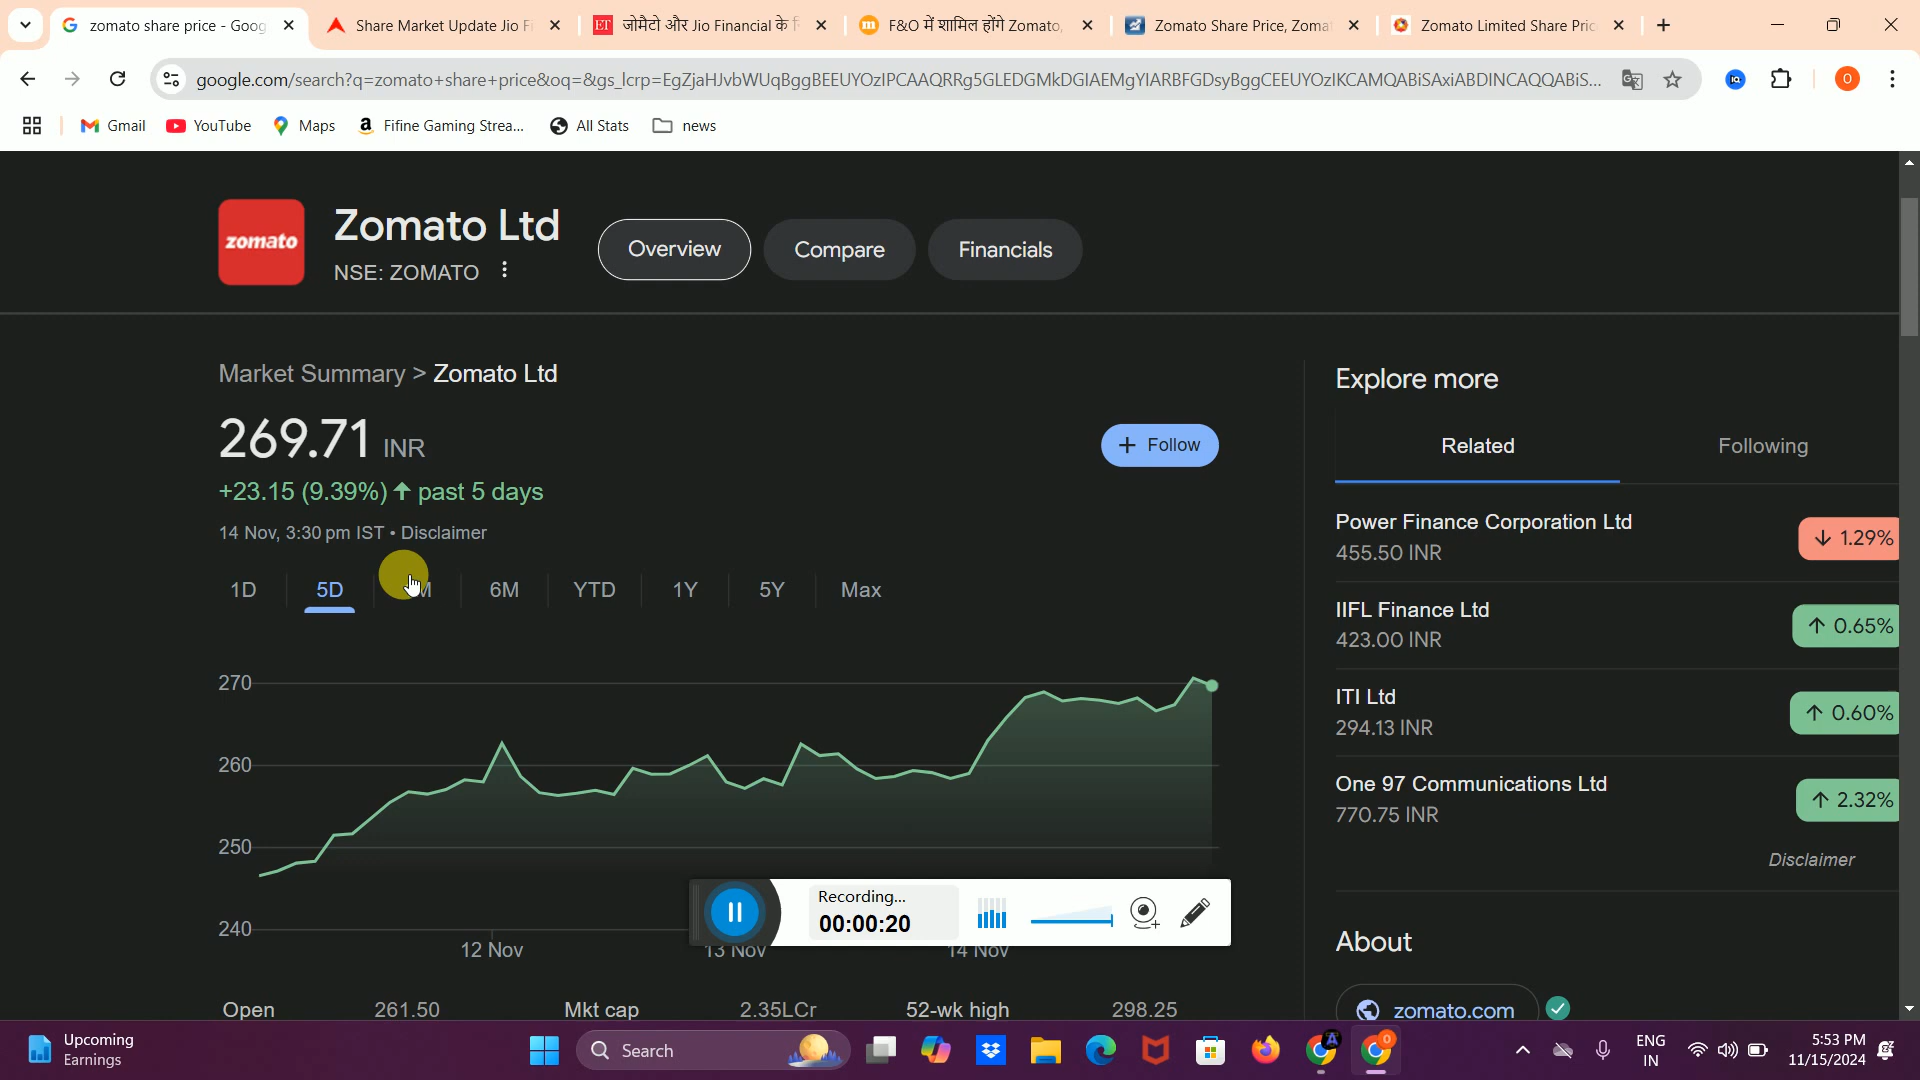 zomato share price - Goog
Share Market Update Jio Fi
ET जोमैटो और Jio Financial के
m F&O में शामिल होंगे Zomato,
Zomato Share Price, Zoma
Zomato Limited Share Pric
google.com/search?q=zomato+share+price&oq=&gs_lcrp=EgZjaHJvbWUqBggBEEUYOzIPCAAQRRg5GLEDGMkDGIAEMgYIARBFGDsyBggCEEUYOzIKCAMQABiSAxiABDINCAQQABiS...
Gmail
YouTube
Maps
Fifine Gaming Strea...
All Stats
news
zomato
Zomato Ltd
NSE: ZOMATO
Overview
Compare
Financials
Market Summary > Zomato Ltd
269.71 INR
+ Follow
+23.15 (9.39%) ↑ past 5 days
14 Nov, 3:30 pm IST • Disclaimer
1D 5D M 6M YTD 1Y 5Y Max
270
260
250
240
12 Nov 13 Nov 14 Nov
Recording...
00:00:20
Open 261.50 Mkt cap 2.35LCr 52-wk high 298.25
Explore more
Related Following
Power Finance Corporation Ltd
455.50 INR
↓ 1.29%
IIFL Finance Ltd
423.00 INR
↑ 0.65%
ITI Ltd
294.13 INR
↑ 0.60%
One 97 Communications Ltd
770.75 INR
↑ 2.32%
Disclaimer
About
zomato.com
Upcoming
Earnings
Search
ENG
IN
5:53 PM
11/15/2024